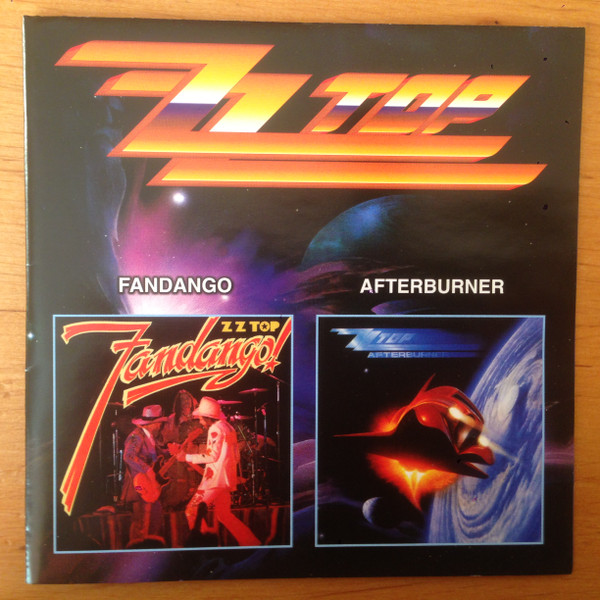 ZZ TOP
FANDANGO
AFTERBURNER
ZZ TOP
Fandango!
ZZ TOP
AFTERBURNER